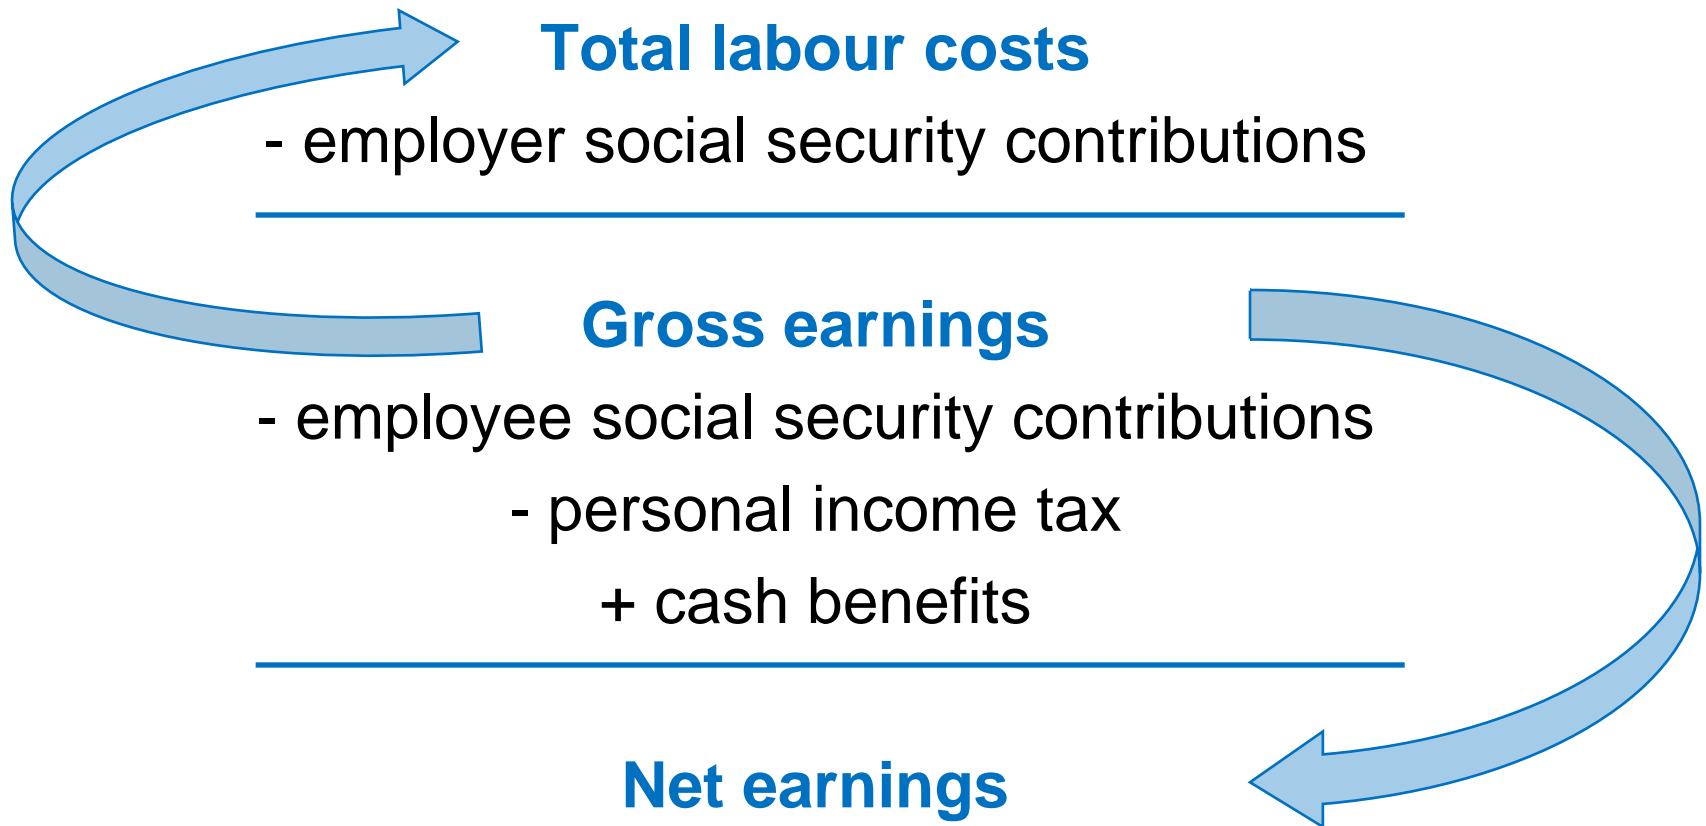 Total labour costs
- employer social security contributions
Gross earnings
- employee social security contributions
- personal income tax
+ cash benefits
Net earnings